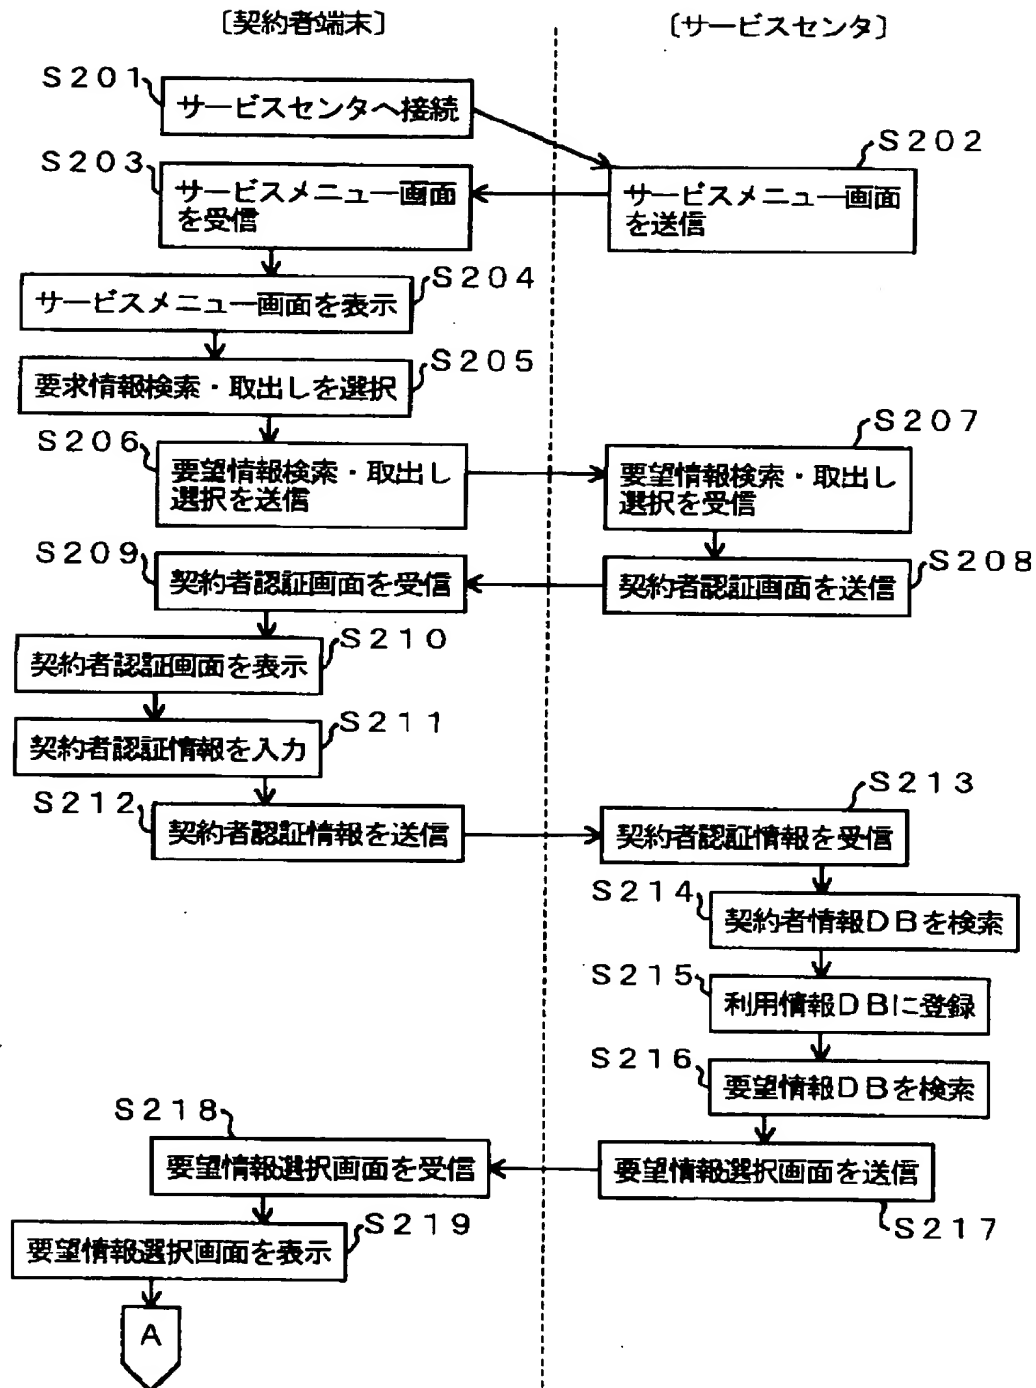 〔契約者端末〕
〔サービスセンタ〕
S201
サービスセンタへ接続
S202
サービスメニュー画面
を送信
S203
サービスメニュー画面
を受信
S204
サービスメニュー画面を表示
S205
要求情報検索・取出しを選択
S206
要望情報検索・取出し
選択を送信
S207
要望情報検索・取出し
選択を受信
S208
契約者認証画面を送信
S209
契約者認証画面を受信
S210
契約者認証画面を表示
S211
契約者認証情報を入力
S212
契約者認証情報を送信
S213
契約者認証情報を受信
S214
契約者情報DBを検索
S215
利用情報DBに登録
S216
要望情報DBを検索
要望情報選択画面を送信
S217
S218
要望情報選択画面を受信
S219
要望情報選択画面を表示
A